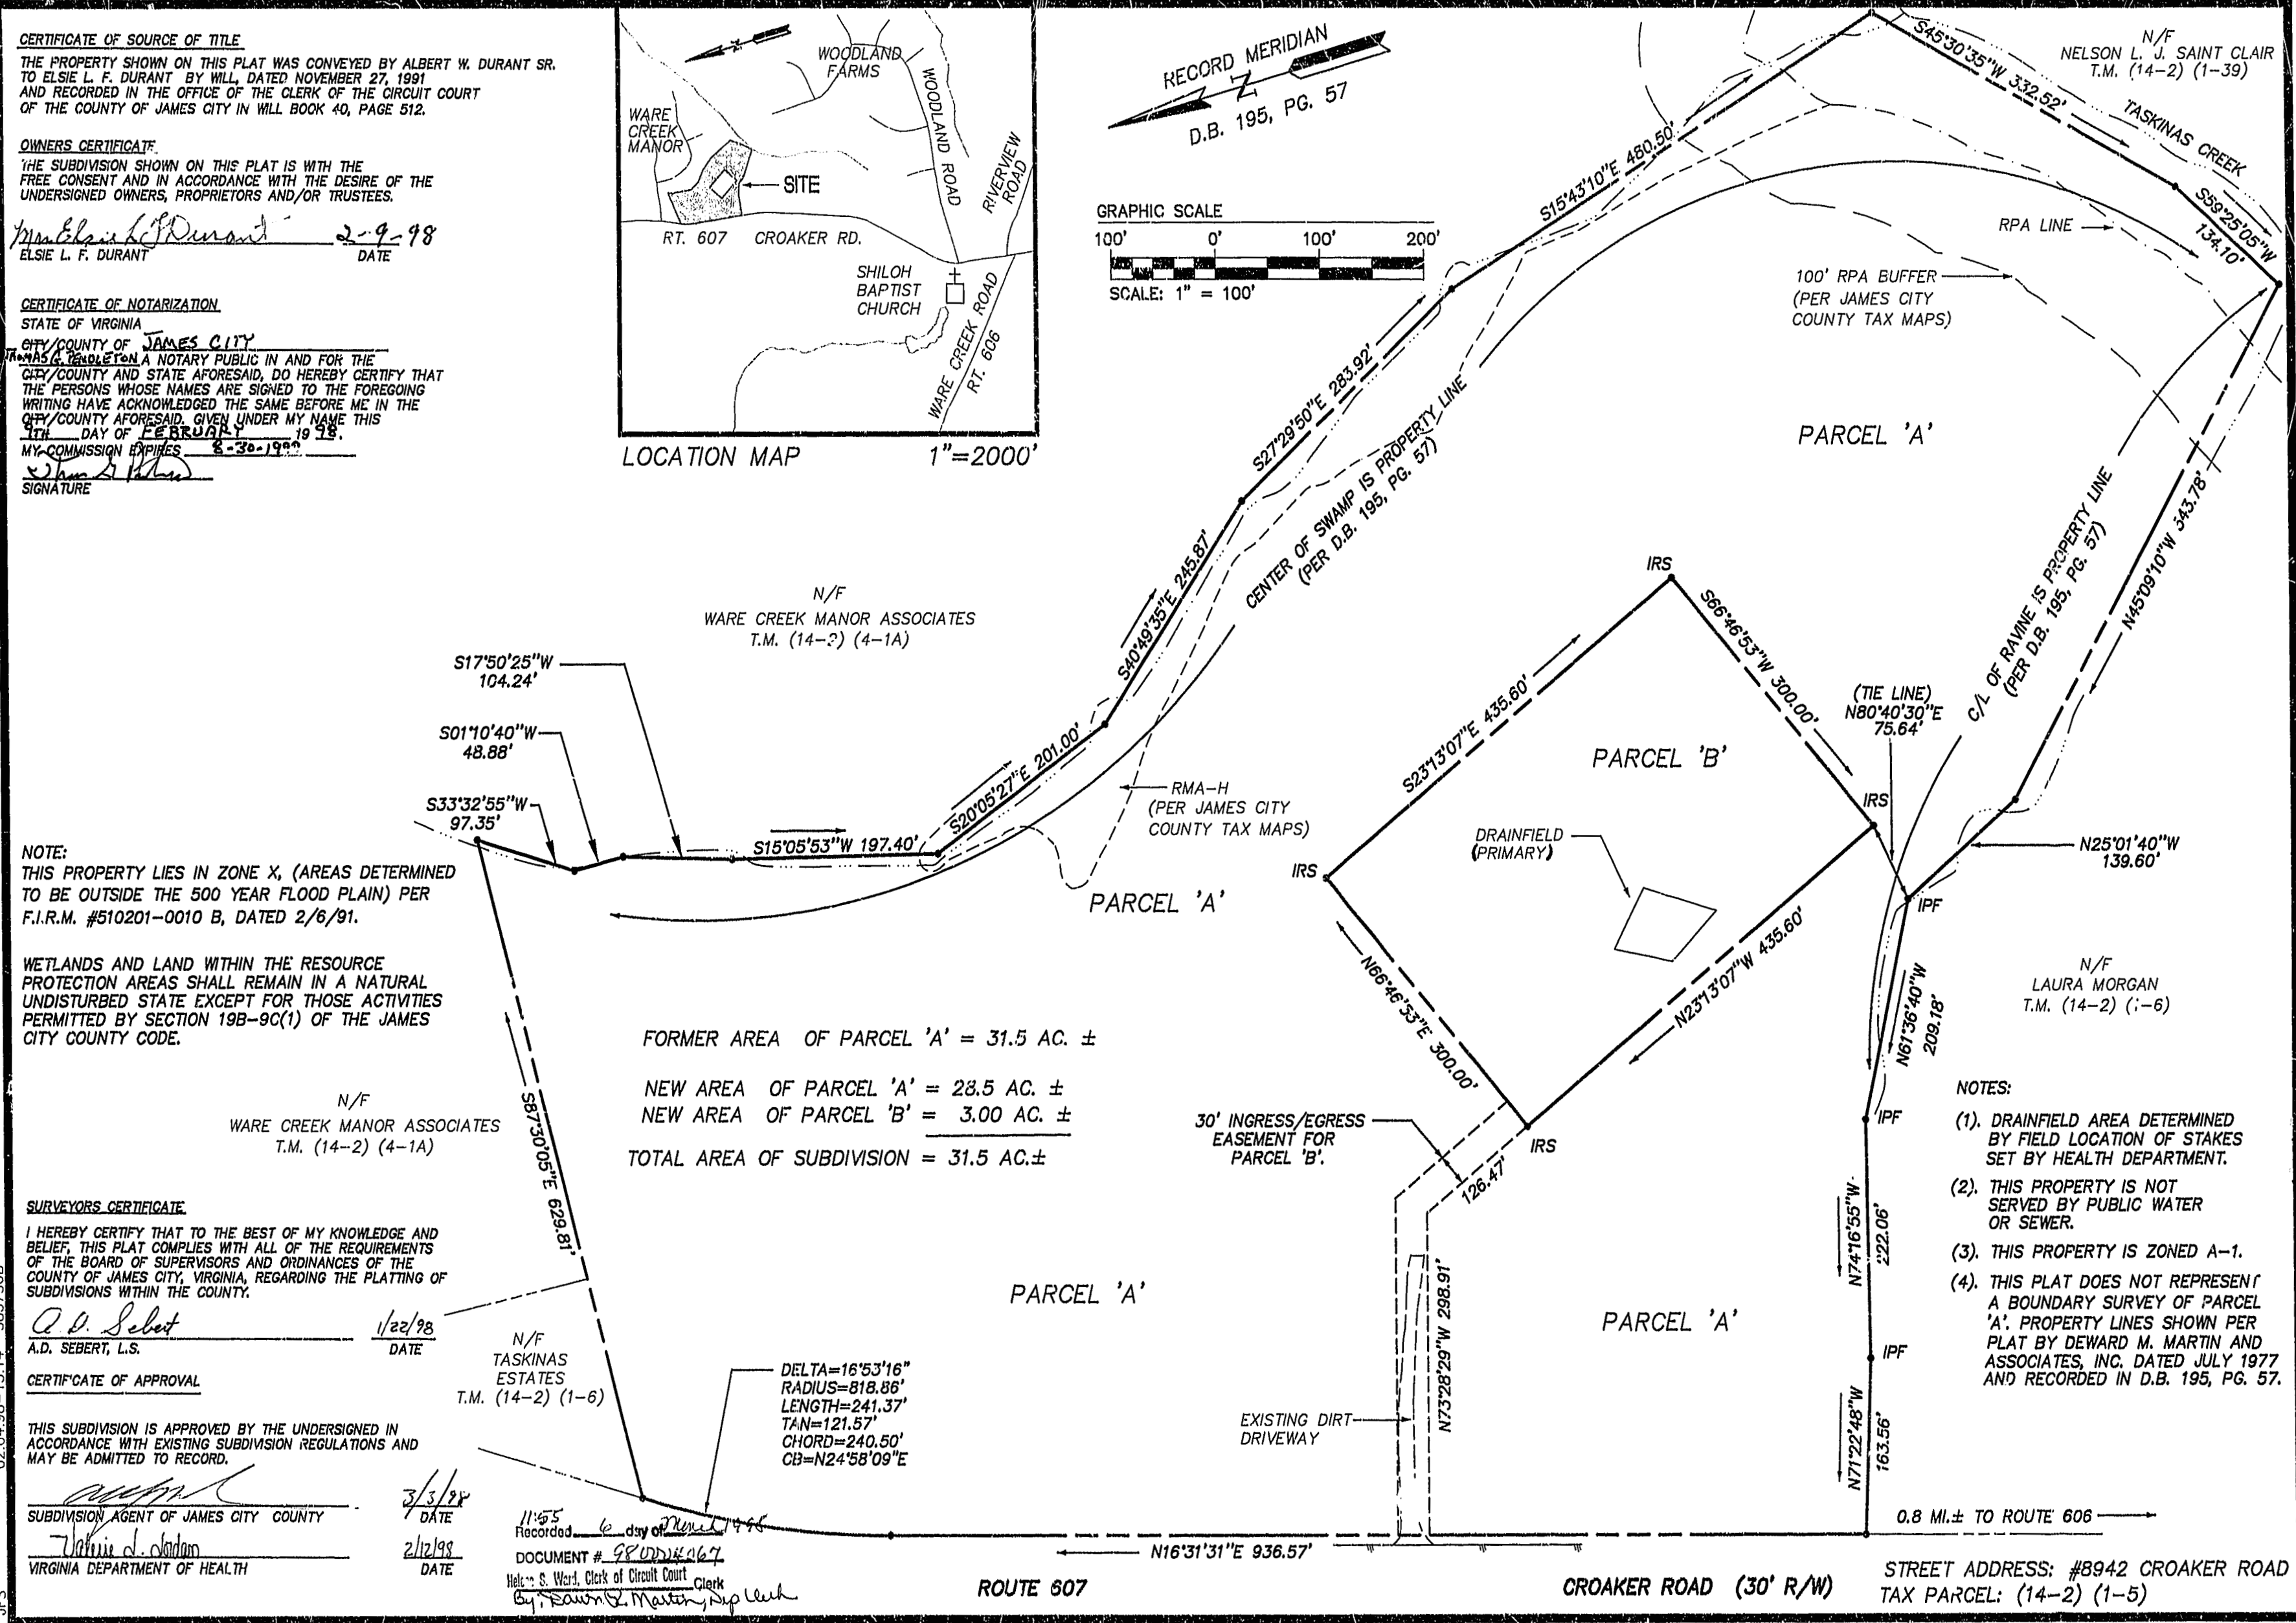 CERTIFICATE OF SOURCE OF TITLE
THE PROPERTY SHOWN ON THIS PLAT WAS CONVEYED BY ALBERT W. DURANT SR.
TO ELSIE L. F. DURANT BY WILL, DATED NOVEMBER 27, 1991
AND RECORDED IN THE OFFICE OF THE CLERK OF THE CIRCUIT COURT
OF THE COUNTY OF JAMES CITY IN WILL BOOK 40, PAGE 512.
OWNERS CERTIFICATE
THE SUBDIVISION SHOWN ON THIS PLAT IS WITH THE
FREE CONSENT AND IN ACCORDANCE WITH THE DESIRE OF THE
UNDERSIGNED OWNERS, PROPRIETORS AND/OR TRUSTEES.
Mrs Elsie L F Durant 2-9-98
ELSIE L. F. DURANT DATE
CERTIFICATE OF NOTARIZATION
STATE OF VIRGINIA
CITY/COUNTY OF JAMES CITY
THOMAS G. PENDLETON A NOTARY PUBLIC IN AND FOR THE
CITY/COUNTY AND STATE AFORESAID, DO HEREBY CERTIFY THAT
THE PERSONS WHOSE NAMES ARE SIGNED TO THE FOREGOING
WRITING HAVE ACKNOWLEDGED THE SAME BEFORE ME IN THE
CITY/COUNTY AFORESAID. GIVEN UNDER MY NAME THIS
9TH DAY OF FEBRUARY 1998.
MY COMMISSION EXPIRES 8-30-
SIGNATURE
N
WOODLAND
FARMS
WARE
CREEK
MANOR
WOODLAND ROAD
RIVERVIEW
ROAD
SITE
RT. 607 CROAKER RD.
SHILOH
BAPTIST
CHURCH
WARE CREEK ROAD
RT. 606
LOCATION MAP 1"=2000'
RECORD MERIDIAN
N
D.B. 195, PG. 57
GRAPHIC SCALE
100' 0' 100' 200'
SCALE: 1" = 100'
N/F
NELSON L. J. SAINT CLAIR
T.M. (14-2) (1-39)
S45°30'35"W 332.52'
TASKINAS CREEK
S59°25'05"W
134.10'
RPA LINE
100' RPA BUFFER
(PER JAMES CITY
COUNTY TAX MAPS)
S15°43'10"E 480.50'
S27°29'50"E 283.92'
CENTER OF SWAMP IS PROPERTY LINE
(PER D.B. 195, PG. 57)
PARCEL 'A'
C/L OF RAVINE IS PROPERTY LINE
(PER D.B. 195, PG. 57)
N45°09'10"W 343.78'
S40°49'35"E 245.87'
N/F
WARE CREEK MANOR ASSOCIATES
T.M. (14-2) (4-1A)
S17°50'25"W
104.24'
S01°10'40"W
48.88'
S33°32'55"W
97.35'
S15°05'53"W 197.40'
S20°05'27"E 201.00'
RMA-H
(PER JAMES CITY
COUNTY TAX MAPS)
PARCEL 'A'
IRS
S23°13'07"E 435.60'
S66°46'53"W 300.00'
PARCEL 'B'
(TIE LINE)
N80°40'30"E
75.64'
IRS
DRAINFIELD
(PRIMARY)
IRS
N66°46'53"E 300.00'
N23°13'07"W 435.60'
IRS
N25°01'40"W
139.60'
IPF
N61°36'40"W
209.18'
N/F
LAURA MORGAN
T.M. (14-2)
NOTE:
THIS PROPERTY LIES IN ZONE X, (AREAS DETERMINED
TO BE OUTSIDE THE 500 YEAR FLOOD PLAIN) PER
F.I.R.M. #510201-0010 B, DATED 2/6/91.
WETLANDS AND LAND WITHIN THE RESOURCE
PROTECTION AREAS SHALL REMAIN IN A NATURAL
UNDISTURBED STATE EXCEPT FOR THOSE ACTIVITIES
PERMITTED BY SECTION 19B-9C(1) OF THE JAMES
CITY COUNTY CODE.
N/F
WARE CREEK MANOR ASSOCIATES
T.M. (14-2) (4-1A)
S87°30'05"E 629.81'
FORMER AREA OF PARCEL 'A' = 31.5 AC. ±
NEW AREA OF PARCEL 'A' = 28.5 AC. ±
NEW AREA OF PARCEL 'B' = 3.00 AC. ±
TOTAL AREA OF SUBDIVISION = 31.5 AC.±
30' INGRESS/EGRESS
EASEMENT FOR
PARCEL 'B'.
126.47'
N73°28'29"W 298.91'
EXISTING DIRT
DRIVEWAY
PARCEL 'A'
PARCEL 'A'
IPF
N74°16'55"W
222.06'
IPF
N71°22'48"W
163.56'
NOTES:
(1). DRAINFIELD AREA DETERMINED
BY FIELD LOCATION OF STAKES
SET BY HEALTH DEPARTMENT.
(2). THIS PROPERTY IS NOT
SERVED BY PUBLIC WATER
OR SEWER.
(3). THIS PROPERTY IS ZONED A-1.
(4). THIS PLAT DOES NOT REPRESENT
A BOUNDARY SURVEY OF PARCEL
'A'. PROPERTY LINES SHOWN PER
PLAT BY DEWARD M. MARTIN AND
ASSOCIATES, INC. DATED JULY 1977
AND RECORDED IN D.B. 195, PG. 57.
SURVEYORS CERTIFICATE
I HEREBY CERTIFY THAT TO THE BEST OF MY KNOWLEDGE AND
BELIEF, THIS PLAT COMPLIES WITH ALL OF THE REQUIREMENTS
OF THE BOARD OF SUPERVISORS AND ORDINANCES OF THE
COUNTY OF JAMES CITY, VIRGINIA, REGARDING THE PLATTING OF
SUBDIVISIONS WITHIN THE COUNTY.
A. D. Sebert 1/22/98
A.D. SEBERT, L.S. DATE
CERTIFICATE OF APPROVAL
THIS SUBDIVISION IS APPROVED BY THE UNDERSIGNED IN
ACCORDANCE WITH EXISTING SUBDIVISION REGULATIONS AND
MAY BE ADMITTED TO RECORD.
3/3/98
SUBDIVISION AGENT OF JAMES CITY COUNTY DATE
Valerie L. Jordan 2/12/98
VIRGINIA DEPARTMENT OF HEALTH DATE
N/F
TASKINAS
ESTATES
T.M. (14-2) (1-6)
DELTA=16°53'16"
RADIUS=818.86'
LENGTH=241.37'
TAN=121.57'
CHORD=240.50'
CB=N24°58'09"E
11:55
Recorded 6 day of March 1998
DOCUMENT #
Helen S. Ward, Clerk of Circuit Court
Clerk
By: Dawn R. Martin, Dep Clerk
N16°31'31"E 936.57'
ROUTE 607
CROAKER ROAD (30' R/W)
0.8 MI.± TO ROUTE 606
STREET ADDRESS: #8942 CROAKER ROAD
TAX PARCEL: (14-2) (1-5)